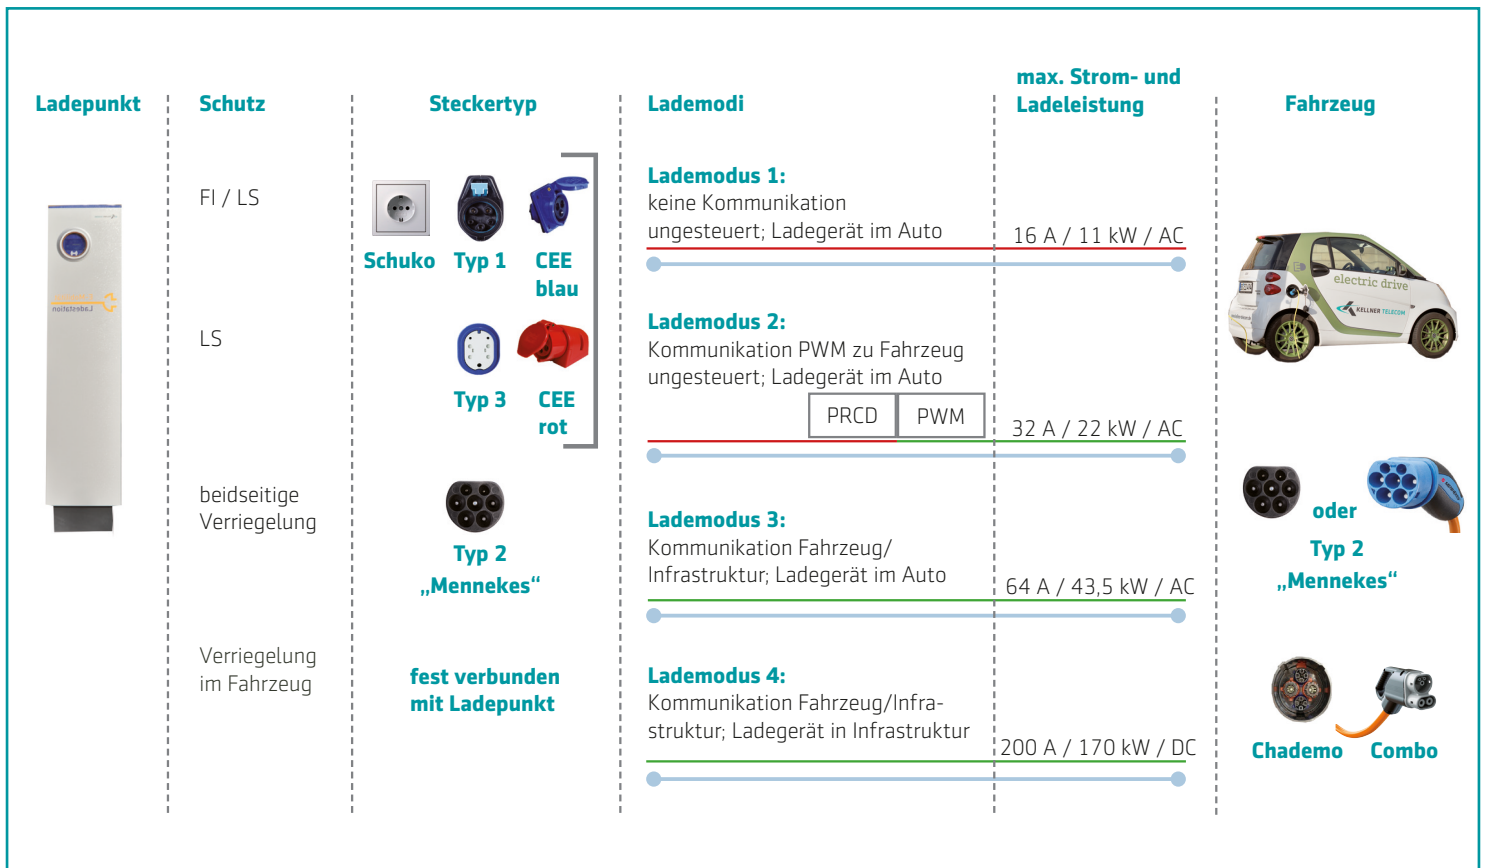 Ladepunkt
Schutz
Steckertyp
Lademodi
max. Strom- und
Ladeleistung
Fahrzeug
FI / LS
Schuko
Typ 1
CEE
blau
Lademodus 1:
keine Kommunikation
ungesteuert; Ladegerät im Auto
16 A / 11 kW / AC
Ladestation
electric drive
KELLNER TELECOM
LS
Typ 3
CEE
rot
Lademodus 2:
Kommunikation PWM zu Fahrzeug
ungesteuert; Ladegerät im Auto
PRCD
PWM
32 A / 22 kW / AC
beidseitige
Verriegelung
Typ 2
„Mennekes“
Lademodus 3:
Kommunikation Fahrzeug/
Infrastruktur; Ladegerät im Auto
64 A / 43,5 kW / AC
oder
Typ 2
„Mennekes“
Verriegelung
im Fahrzeug
fest verbunden
mit Ladepunkt
Lademodus 4:
Kommunikation Fahrzeug/Infra-
struktur; Ladegerät in Infrastruktur
200 A / 170 kW / DC
Chademo
Combo